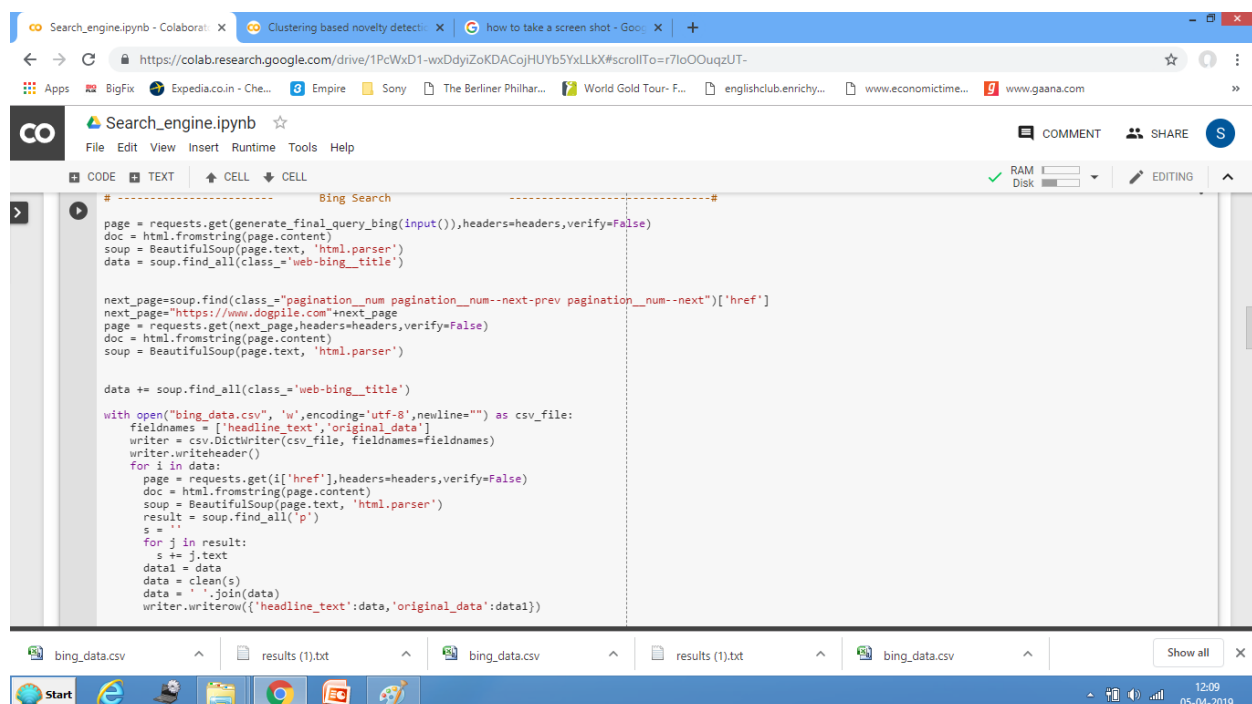 Search_engine.ipynb - Colaborat
Clustering based novelty detectic
how to take a screen shot - Goog
https://colab.research.google.com/drive/1PcWxD1-wxDdyiZoKDACojHUYb5YxLLkX#scrollTo=r7loOOuqzUT-
Apps BigFix Expedia.co.in - Che... Empire Sony The Berliner Philhar... World Gold Tour- F... englishclub.enrichy... www.economictime... www.gaana.com »
CO Search_engine.ipynb
COMMENT SHARE S
File Edit View Insert Runtime Tools Help
CODE TEXT CELL CELL RAM Disk EDITING
# ------------------------ Bing Search ------------------------------#
page = requests.get(generate_final_query_bing(input()),headers=headers,verify=False)
doc = html.fromstring(page.content)
soup = BeautifulSoup(page.text, 'html.parser')
data = soup.find_all(class_='web-bing__title')
next_page=soup.find(class_="pagination__num pagination__num--next-prev pagination__num--next")['href']
next_page="https://www.dogpile.com"+next_page
page = requests.get(next_page,headers=headers,verify=False)
doc = html.fromstring(page.content)
soup = BeautifulSoup(page.text, 'html.parser')
data += soup.find_all(class_='web-bing__title')
with open("bing_data.csv", 'w',encoding='utf-8',newline="") as csv_file:
fieldnames = ['headline_text','original_data']
writer = csv.DictWriter(csv_file, fieldnames=fieldnames)
writer.writeheader()
for i in data:
page = requests.get(i['href'],headers=headers,verify=False)
doc = html.fromstring(page.content)
soup = BeautifulSoup(page.text, 'html.parser')
result = soup.find_all('p')
s = ''
for j in result:
s += j.text
data1 = data
data = clean(s)
data = ' '.join(data)
writer.writerow({'headline_text':data,'original_data':data1})
bing_data.csv results (1).txt bing_data.csv results (1).txt bing_data.csv Show all
Start
12:09
05-04-2019